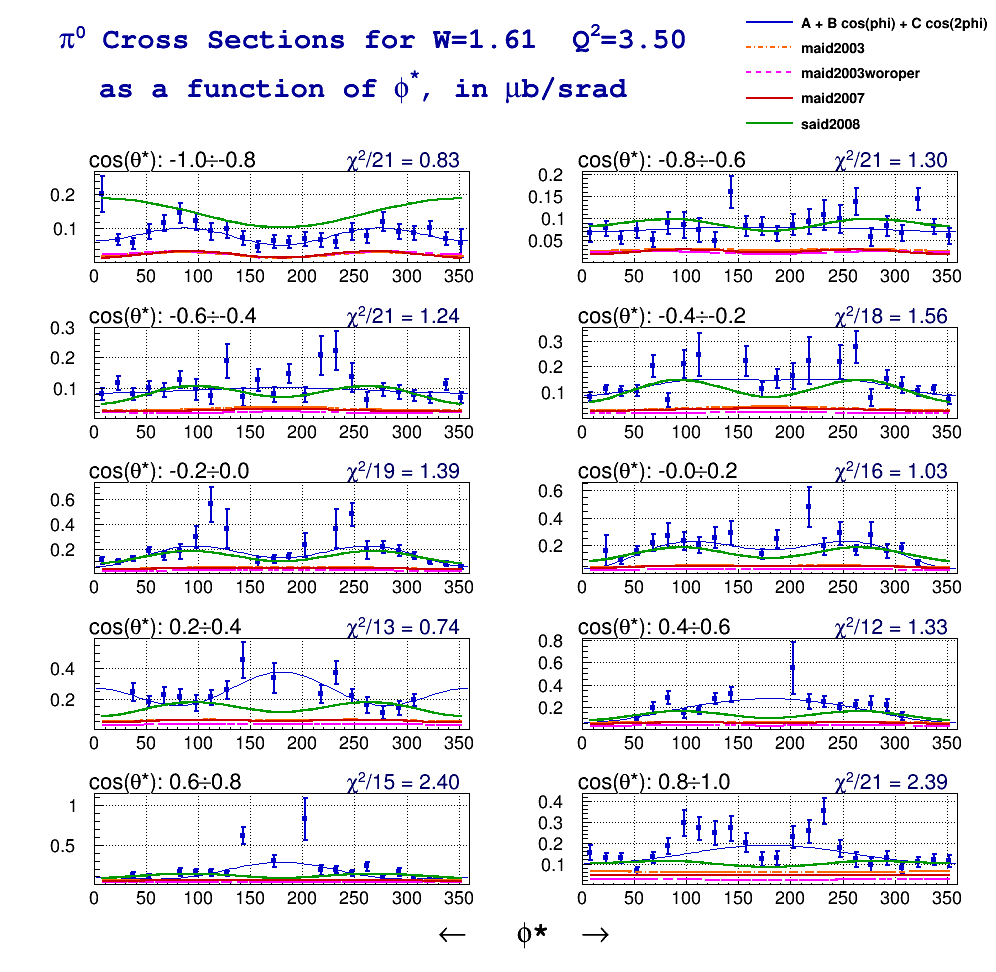 π⁰ Cross Sections for W=1.61 Q²=3.50
as a function of ϕ*, in μb/srad
A + B cos(phi) + C cos(2phi)
maid2003
maid2003woroper
maid2007
said2008
cos(θ*): -1.0÷-0.8 χ²/21 = 0.83
0.2
0.1
0 50 100 150 200 250 300 350
cos(θ*): -0.8÷-0.6 χ²/21 = 1.30
0.2
0.15
0.1
0.05
0 50 100 150 200 250 300 350
cos(θ*): -0.6÷-0.4 χ²/21 = 1.24
0.3
0.2
0.1
0 50 100 150 200 250 300 350
cos(θ*): -0.4÷-0.2 χ²/18 = 1.56
0.3
0.2
0.1
0 50 100 150 200 250 300 350
cos(θ*): -0.2÷0.0 χ²/19 = 1.39
0.6
0.4
0.2
0 50 100 150 200 250 300 350
cos(θ*): -0.0÷0.2 χ²/16 = 1.03
0.6
0.4
0.2
0 50 100 150 200 250 300 350
cos(θ*): 0.2÷0.4 χ²/13 = 0.74
0.4
0.2
0 50 100 150 200 250 300 350
cos(θ*): 0.4÷0.6 χ²/12 = 1.33
0.8
0.6
0.4
0.2
0 50 100 150 200 250 300 350
cos(θ*): 0.6÷0.8 χ²/15 = 2.40
1
0.5
0 50 100 150 200 250 300 350
cos(θ*): 0.8÷1.0 χ²/21 = 2.39
0.4
0.3
0.2
0.1
0 50 100 150 200 250 300 350
← ϕ* →